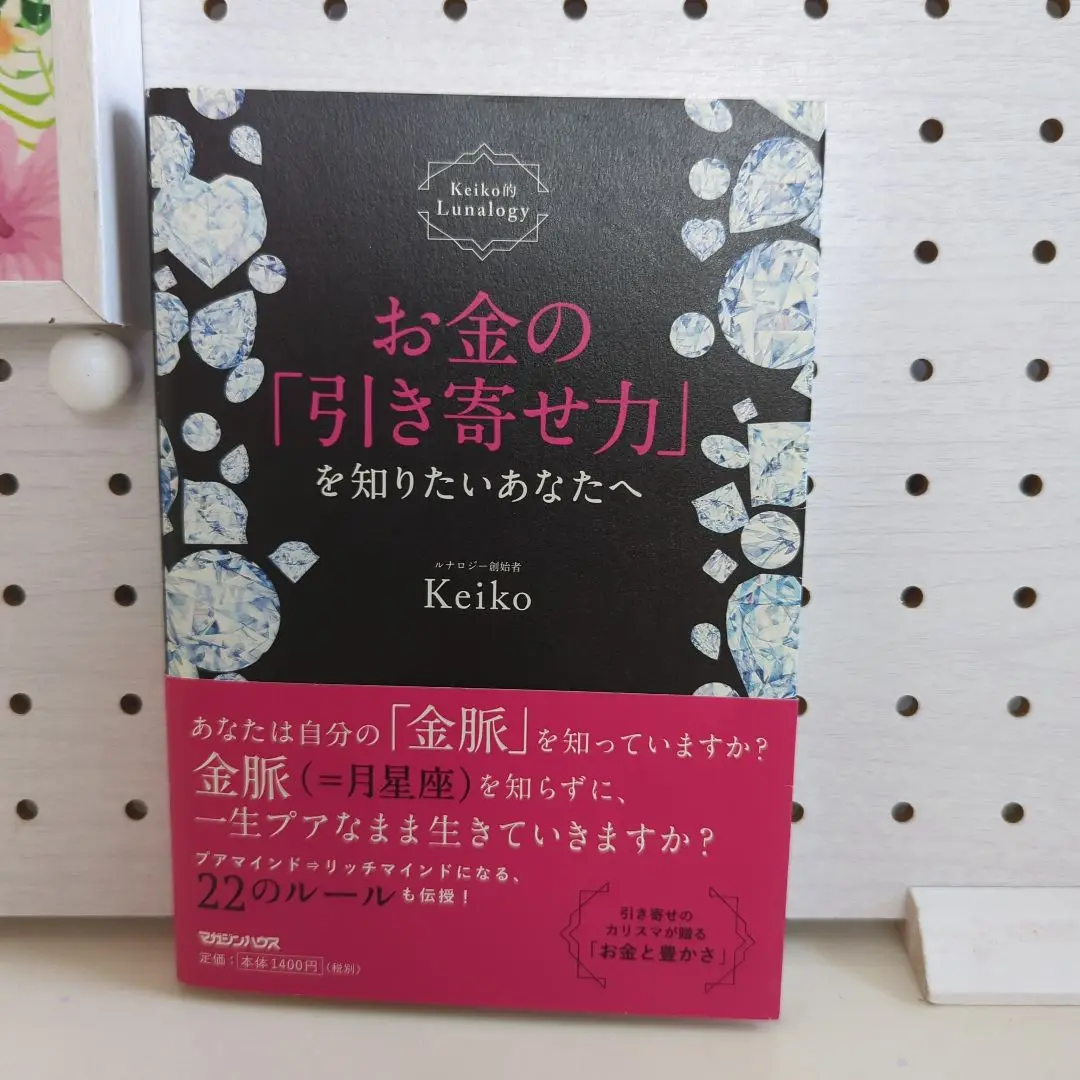 Keiko的
Lunalogy
お金の
「引き寄せ力」
を知りたいあなたへ
ルナロジー創始者
Keiko
あなたは自分の「金脈」を知っていますか？
金脈(＝月星座)を知らずに、
一生プアなまま生きていきますか？
プアマインド⇒リッチマインドになる、
22のルールも伝授！
引き寄せの
カリスマが贈る
「お金と豊かさ」
マガジンハウス
定価：本体1400円(税別)